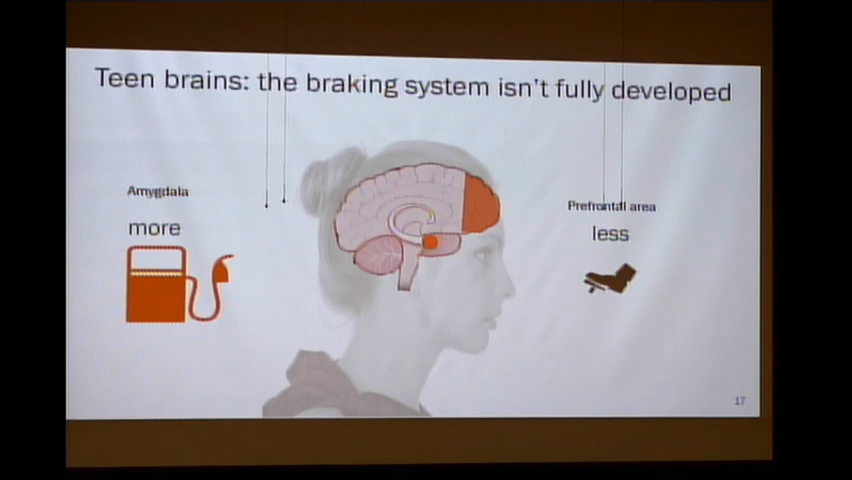 Teen brains: the braking system isn't fully developed
Amygdala
more
Prefrontal area
less
17